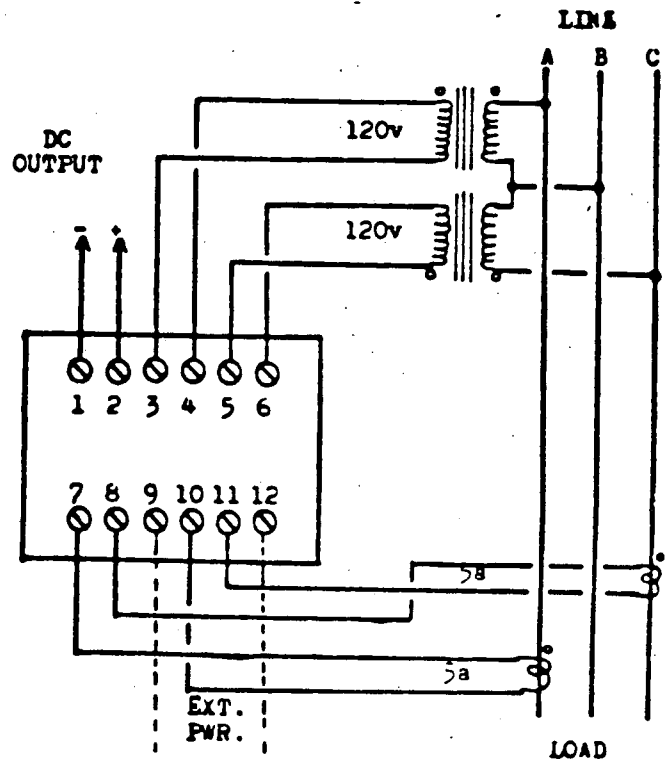 LINE
A B C
120v
DC
OUTPUT
120v
- +
1 2 3 4 5 6
7 8 9 10 11 12
5a
5a
EXT.
PWR.
LOAD